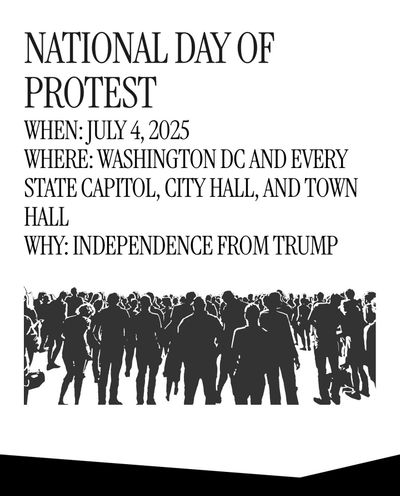 NATIONAL DAY OF
PROTEST
WHEN: JULY 4, 2025
WHERE: WASHINGTON DC AND EVERY
STATE CAPITOL, CITY HALL, AND TOWN
HALL
WHY: INDEPENDENCE FROM TRUMP